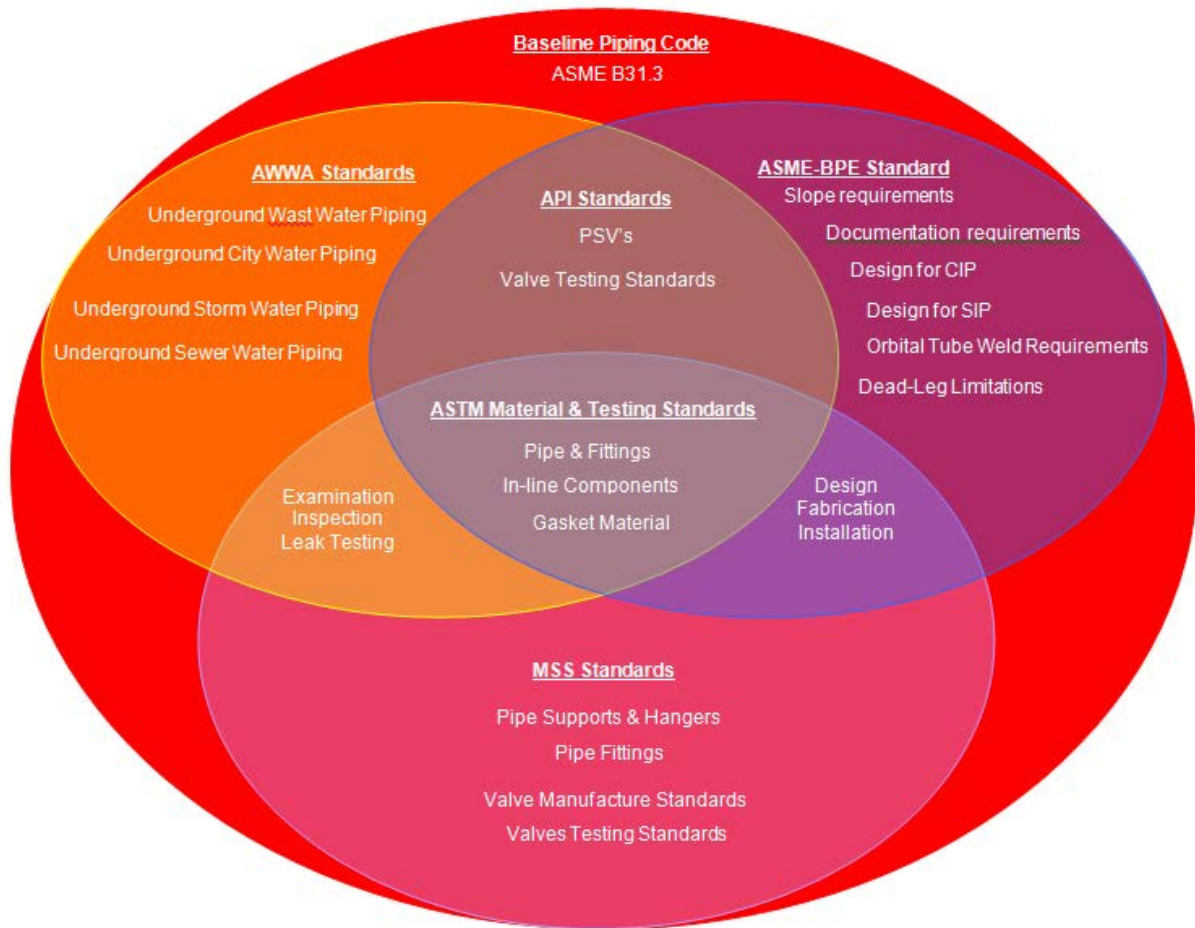 Baseline Piping Code
ASME B31.3
AWWA Standards
Underground Wast Water Piping
Underground City Water Piping
Underground Storm Water Piping
Underground Sewer Water Piping
API Standards
PSV's
Valve Testing Standards
ASME-BPE Standard
Slope requirements
Documentation requirements
Design for CIP
Design for SIP
Orbital Tube Weld Requirements
Dead-Leg Limitations
ASTM Material & Testing Standards
Pipe & Fittings
In-line Components
Gasket Material
Examination
Inspection
Leak Testing
Design
Fabrication
Installation
MSS Standards
Pipe Supports & Hangers
Pipe Fittings
Valve Manufacture Standards
Valves Testing Standards